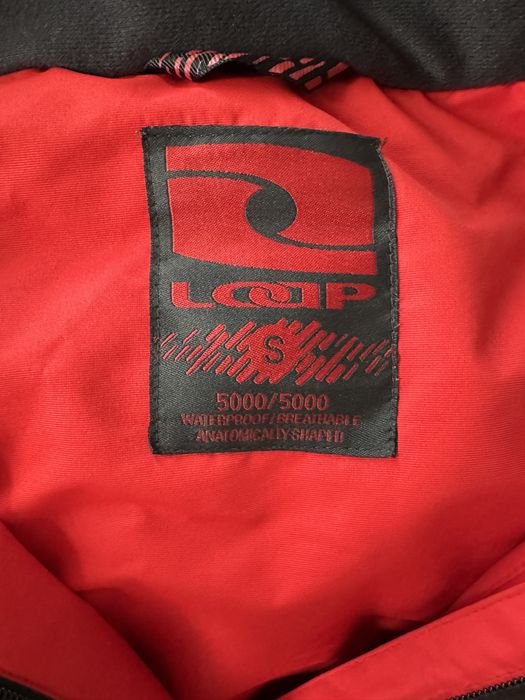 LOAP
S
5000/5000
WATERPROOF/BREATHABLE
ANATOMICALLY SHAPED